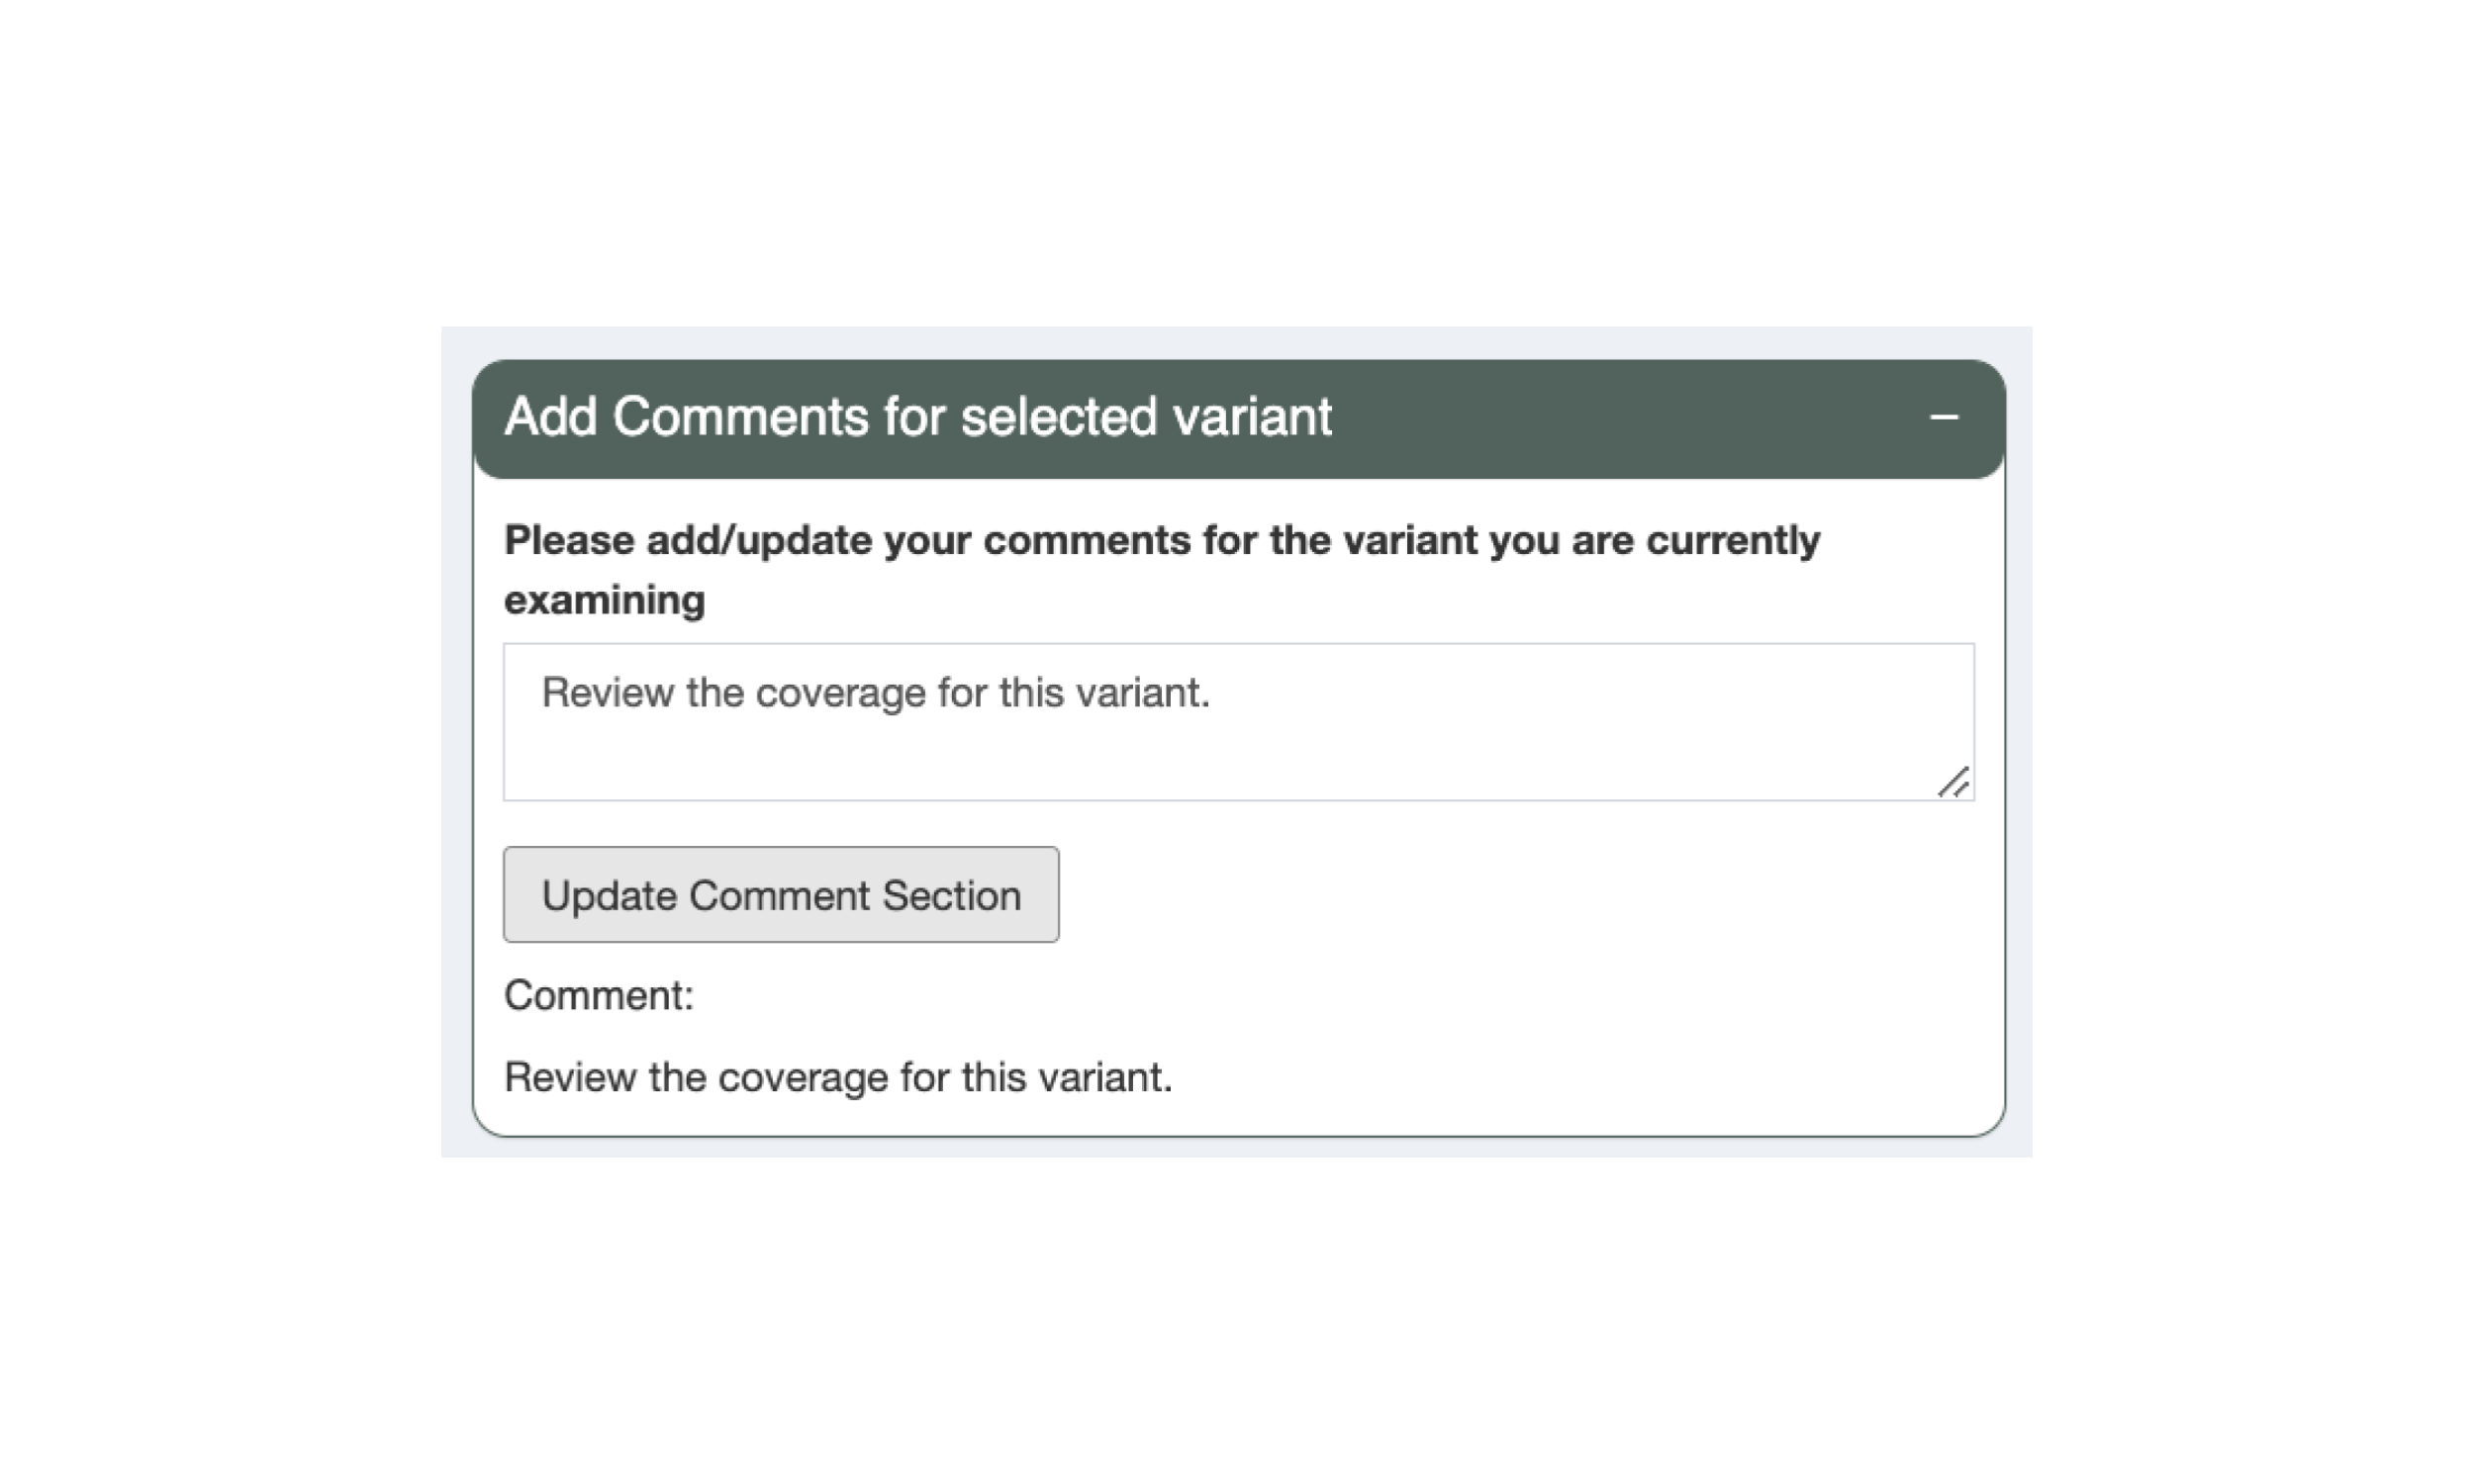 Add Comments for selected variant
Please add/update your comments for the variant you are currently
examining
Review the coverage for this variant.
Update Comment Section
Comment:
Review the coverage for this variant.